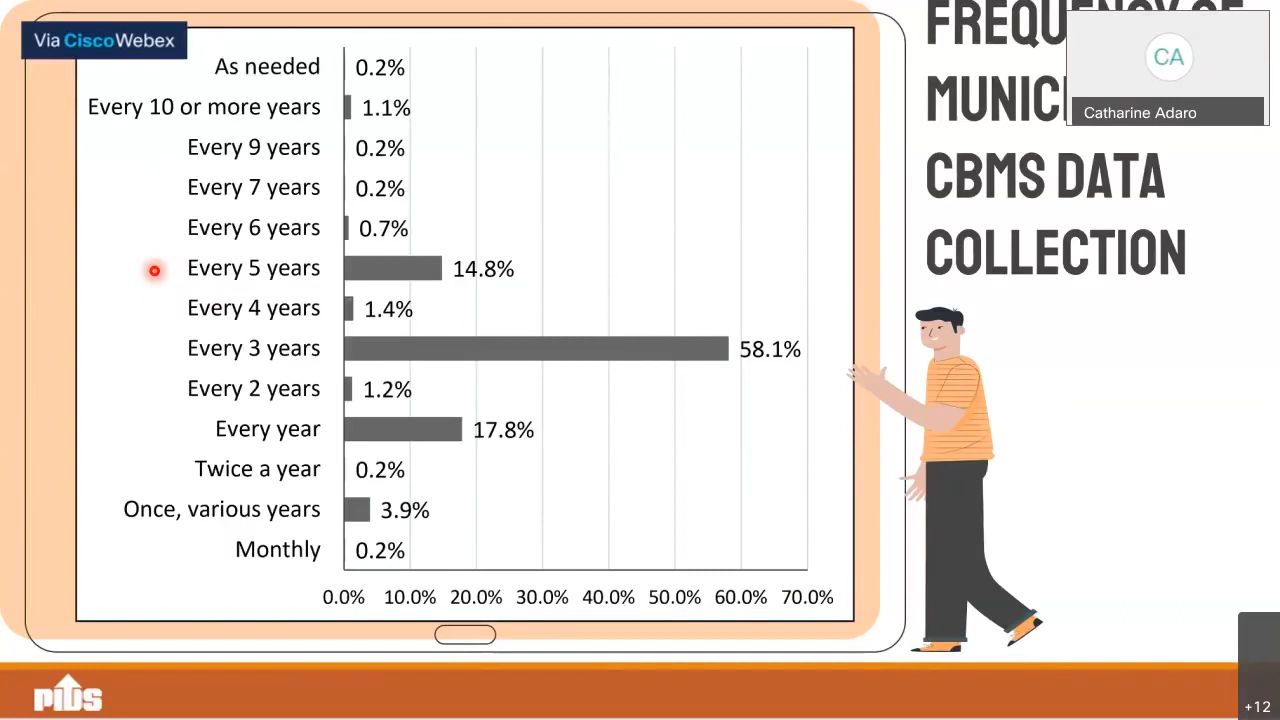 Via CiscoWebex
As needed 0.2%
Every 10 or more years 1.1%
Every 9 years 0.2%
Every 7 years 0.2%
Every 6 years 0.7%
Every 5 years 14.8%
Every 4 years 1.4%
Every 3 years 58.1%
Every 2 years 1.2%
Every year 17.8%
Twice a year 0.2%
Once, various years 3.9%
Monthly 0.2%
0.0% 10.0% 20.0% 30.0% 40.0% 50.0% 60.0% 70.0%
CBMS DATA
COLLECTION
CA
Catharine Adaro
PIDS
+12